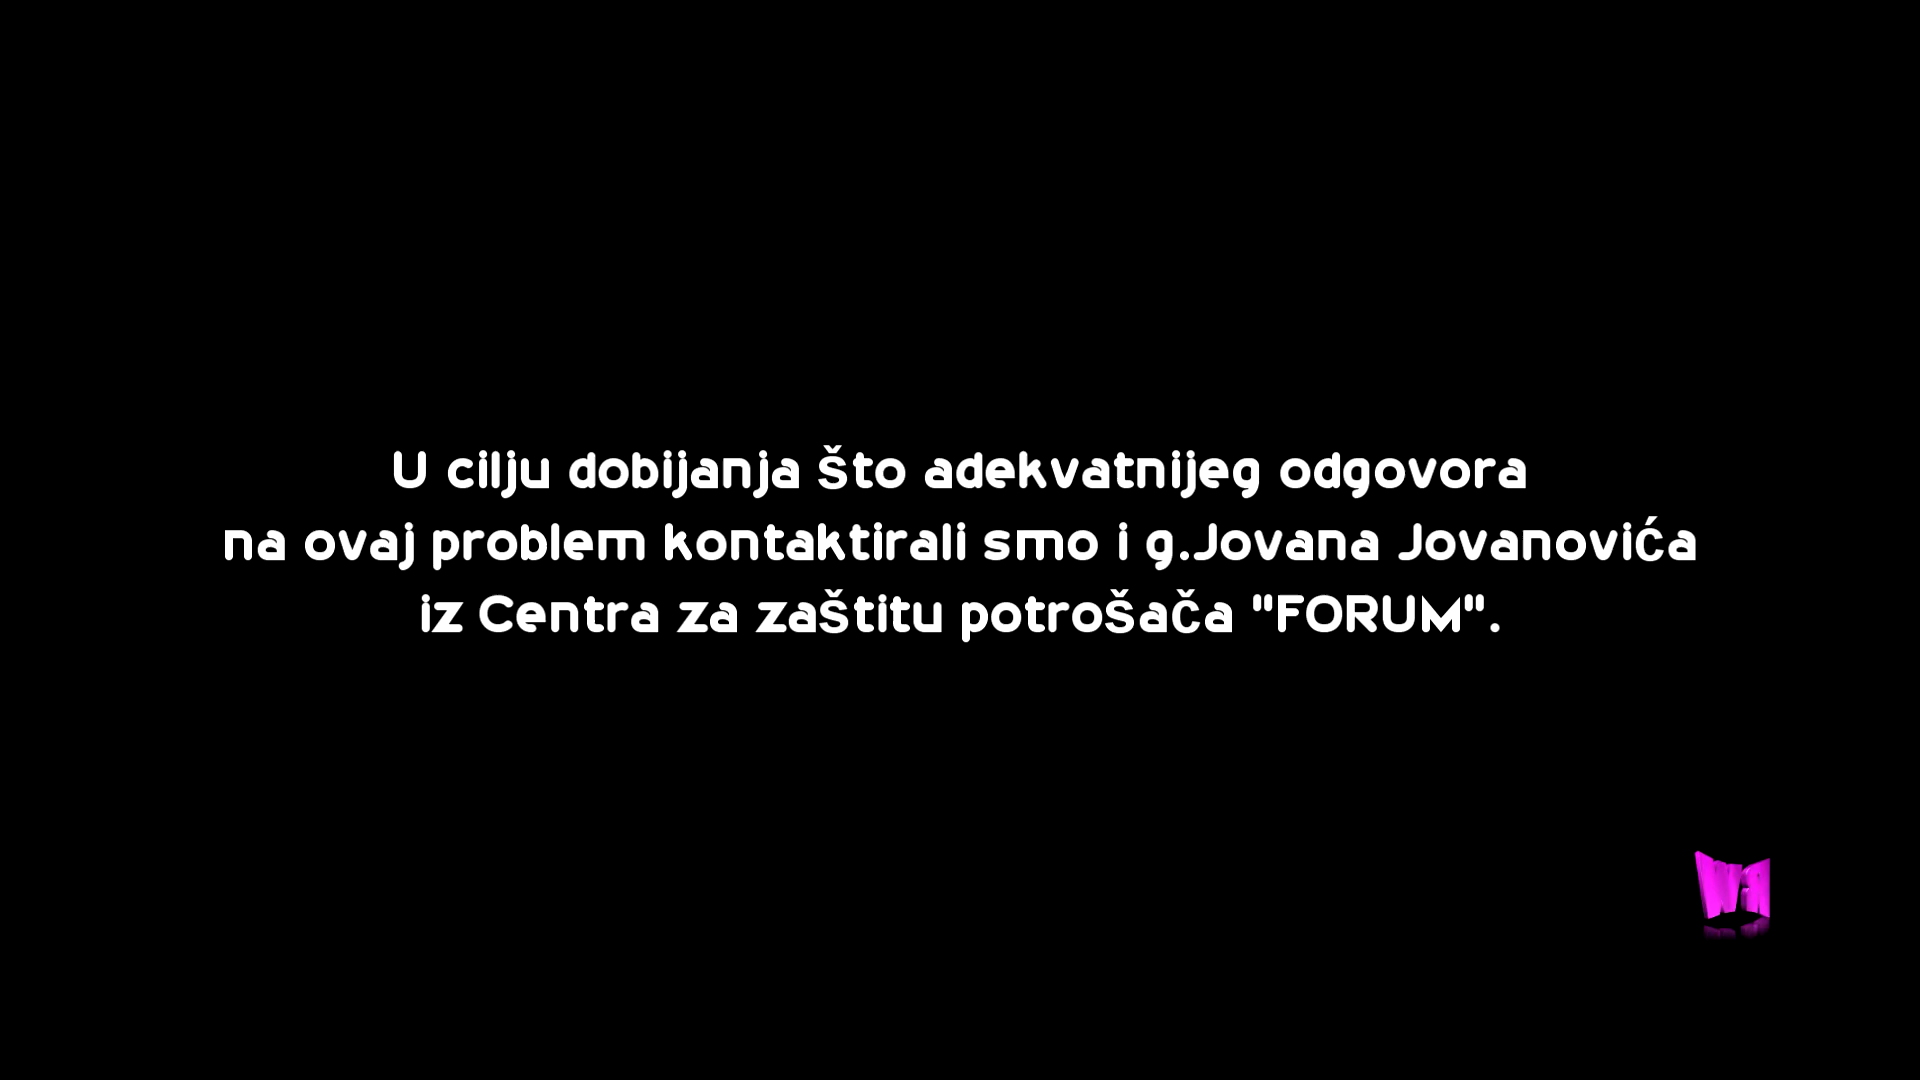 U cilju dobijanja što adekvatnijeg odgovora
na ovaj problem kontaktirali smo i g.Jovana Jovanovića
iz Centra za zaštitu potrošača "FORUM".